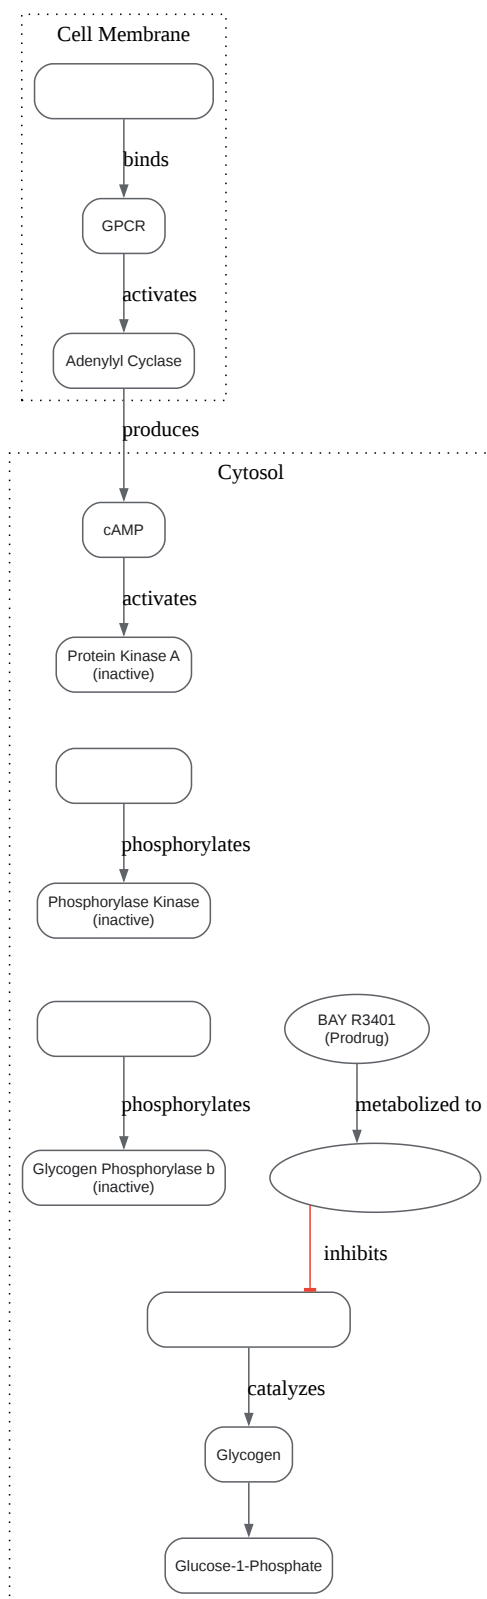 Cell Membrane
binds
GPCR
activates
Adenylyl Cyclase
produces
Cytosol
cAMP
activates
Protein Kinase A
(inactive)
phosphorylates
Phosphorylase Kinase
(inactive)
BAY R3401
(Prodrug)
phosphorylates
metabolized to
Glycogen Phosphorylase b
(inactive)
inhibits
catalyzes
Glycogen
Glucose-1-Phosphate